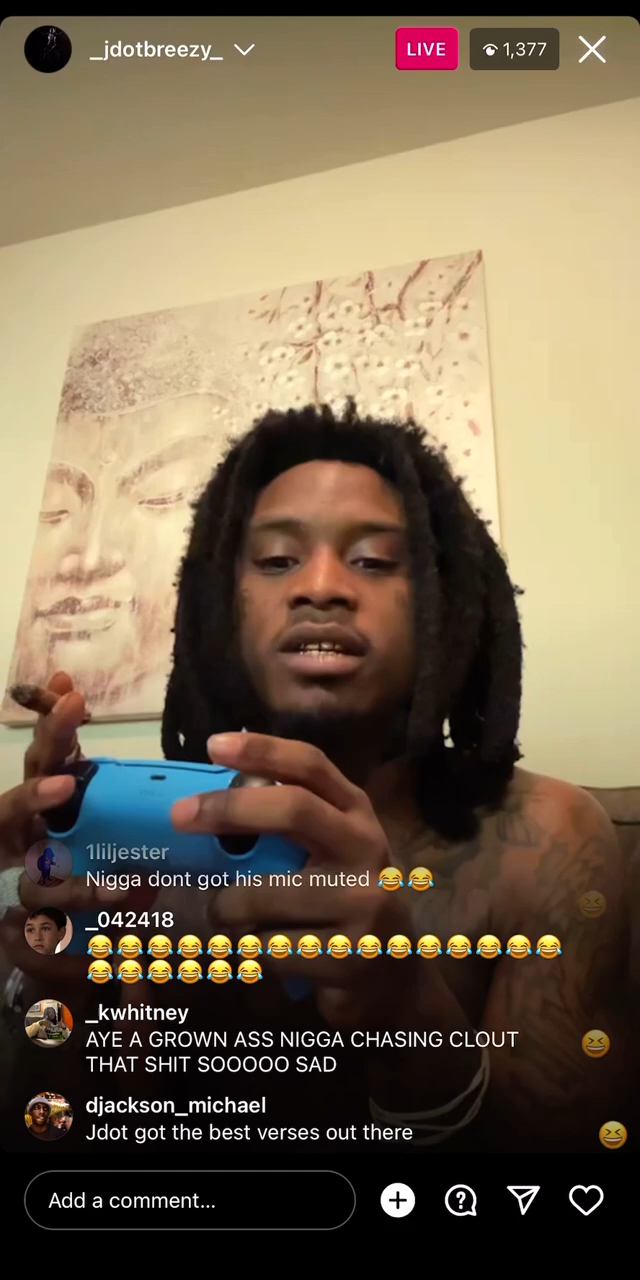 _jdotbreezy_
LIVE
1,377
1liljester
Nigga dont got his mic muted 😂😂
_042418
😂😂😂😂😂😂😂😂😂😂😂😂😂😂😂😂
😂😂😂😂😂😂
_kwhitney
AYE A GROWN ASS NIGGA CHASING CLOUT
THAT SHIT SOOOOO SAD
djackson_michael
Jdot got the best verses out there
Add a comment...